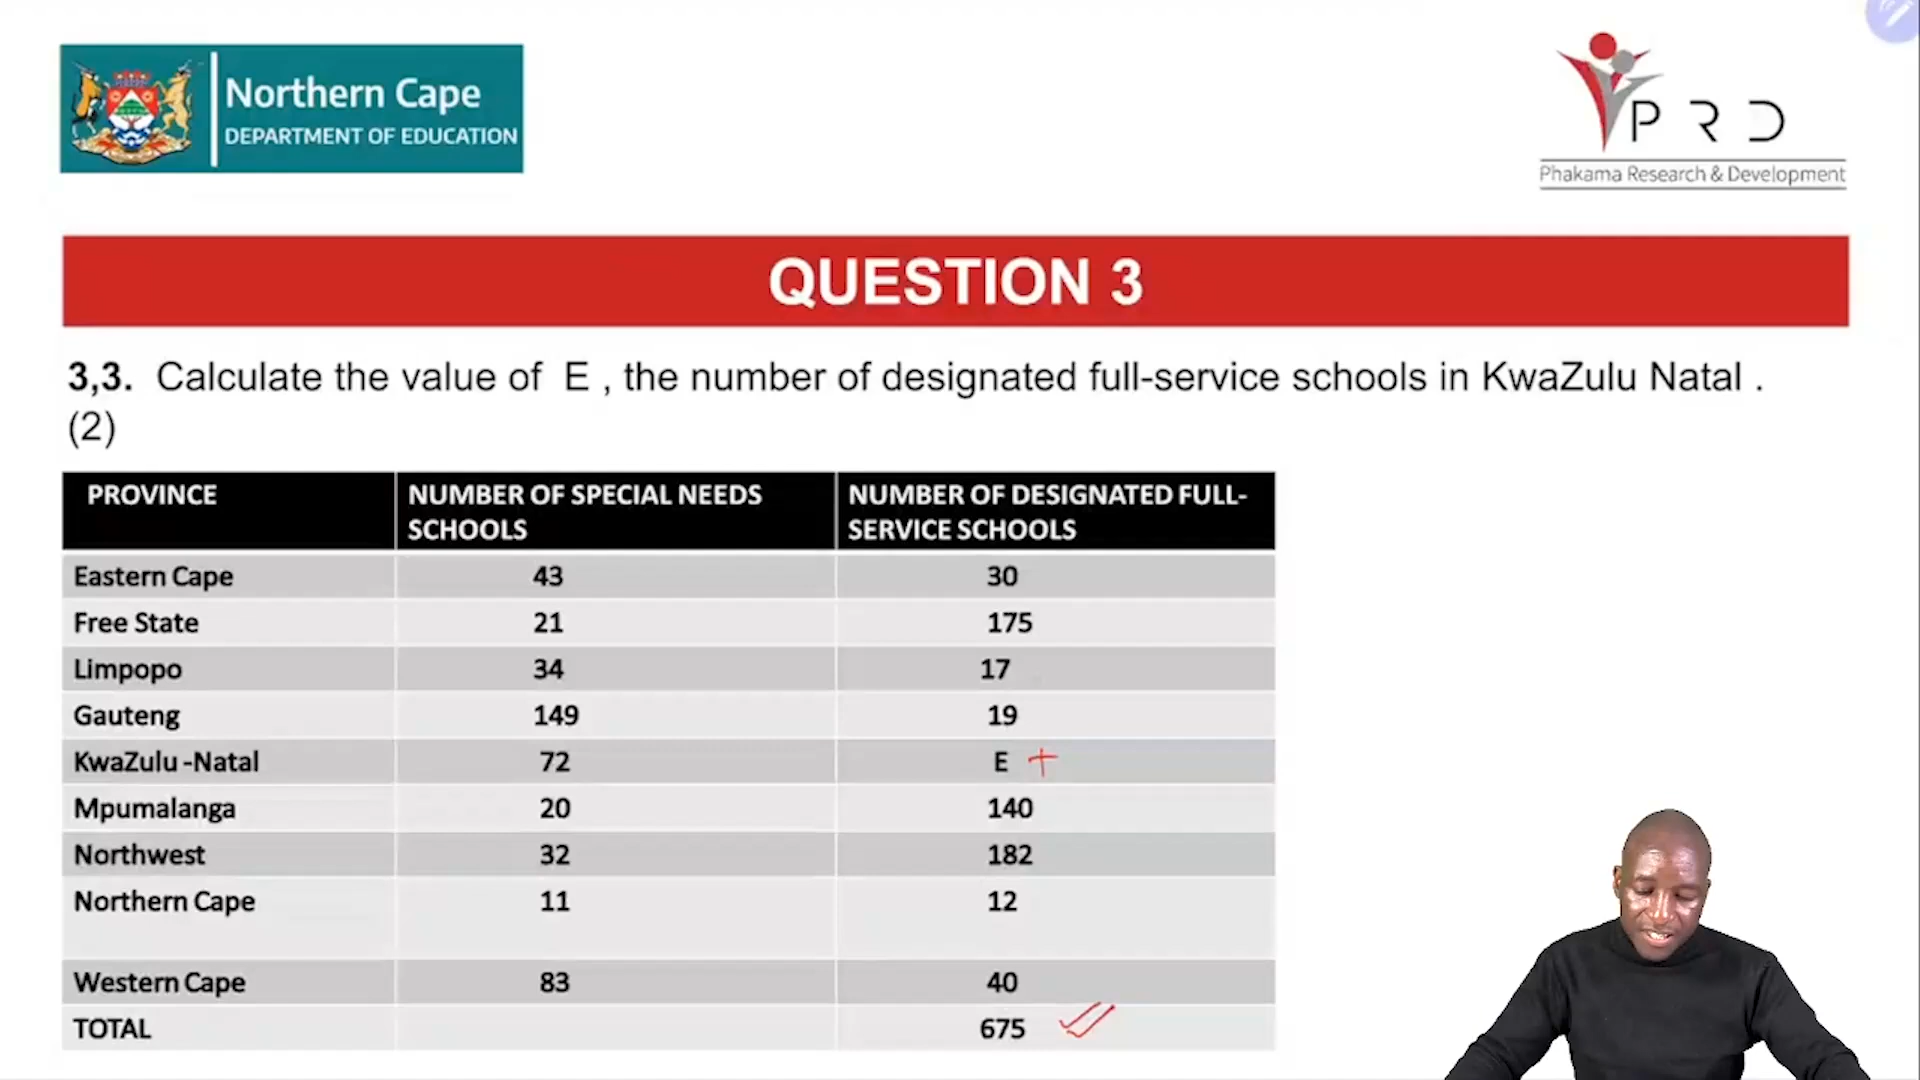 Northern Cape
DEPARTMENT OF EDUCATION
PRD
Phakama Research & Development
QUESTION 3
3,3. Calculate the value of E , the number of designated full-service schools in KwaZulu Natal .
(2)
PROVINCE NUMBER OF SPECIAL NEEDS SCHOOLS NUMBER OF DESIGNATED FULL-SERVICE SCHOOLS
Eastern Cape 43 30
Free State 21 175
Limpopo 34 17
Gauteng 149 19
KwaZulu -Natal 72 E +
Mpumalanga 20 140
Northwest 32 182
Northern Cape 11 12
Western Cape 83 40
TOTAL 675